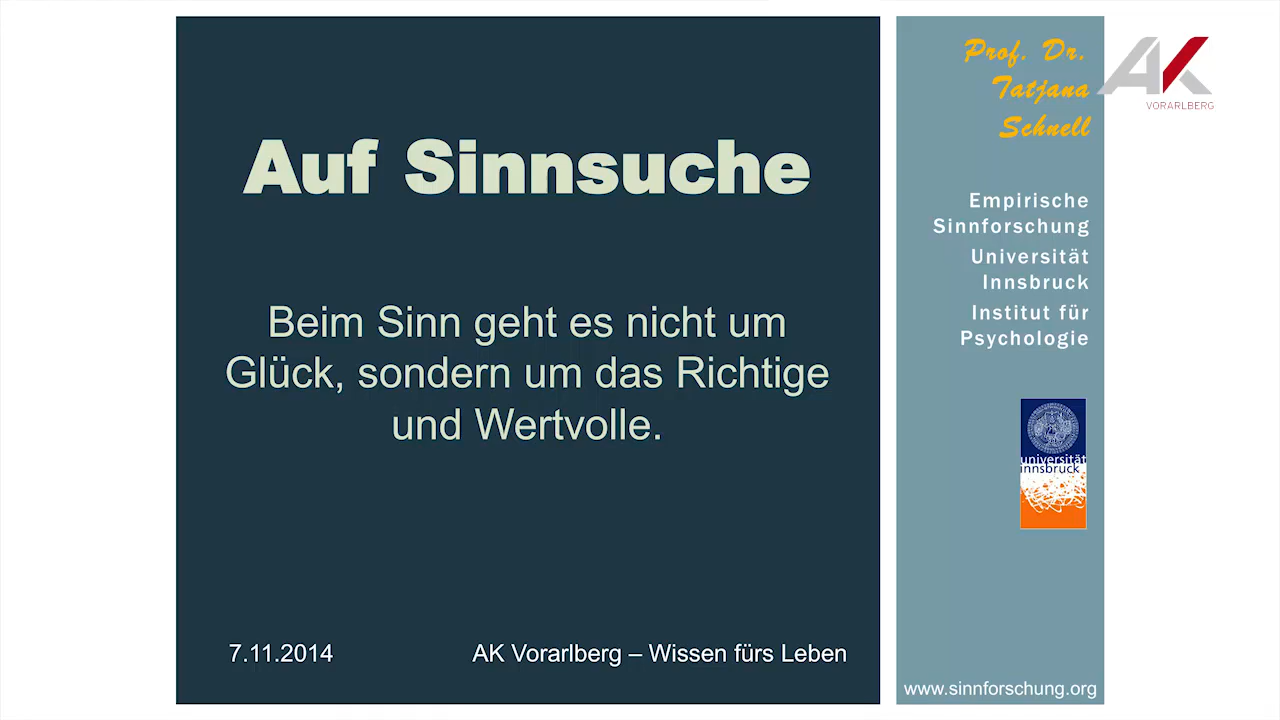 Auf Sinnsuche
Beim Sinn geht es nicht um
Glück, sondern um das Richtige
und Wertvolle.
7.11.2014
AK Vorarlberg – Wissen fürs Leben
Prof. Dr.
Tatjana
Schnell
Empirische
Sinnforschung
Universität
Innsbruck
Institut für
Psychologie
universität
innsbruck
www.sinnforschung.org
AK
VORARLBERG